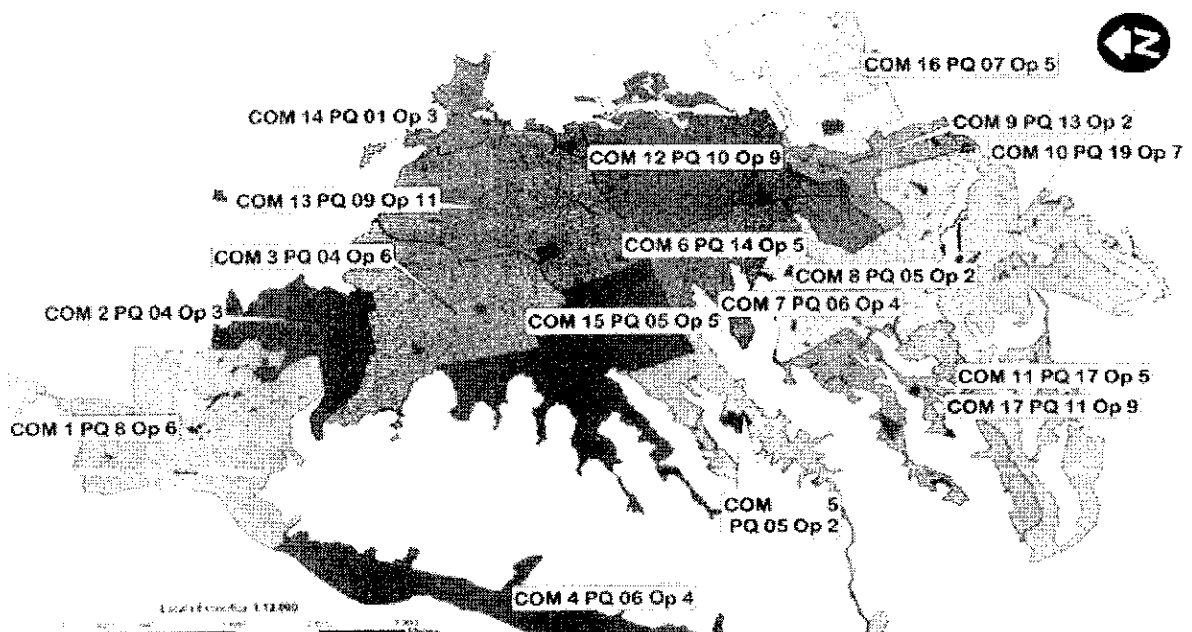 N
COM 16 PQ 07 Op 5
COM 14 PQ 01 Op 3
COM 9 PQ 13 Op 2
COM 12 PQ 10 Op 9
COM 10 PQ 19 Op 7
COM 13 PQ 09 Op 11
COM 6 PQ 14 Op 5
COM 3 PQ 04 Op 6
COM 8 PQ 05 Op 2
COM 7 PQ 06 Op 4
COM 2 PQ 04 Op 3
COM 15 PQ 05 Op 5
COM 11 PQ 17 Op 5
COM 17 PQ 11 Op 9
COM 1 PQ 8 Op 6
COM 5
PQ 05 Op 2
COM 4 PQ 06 Op 4